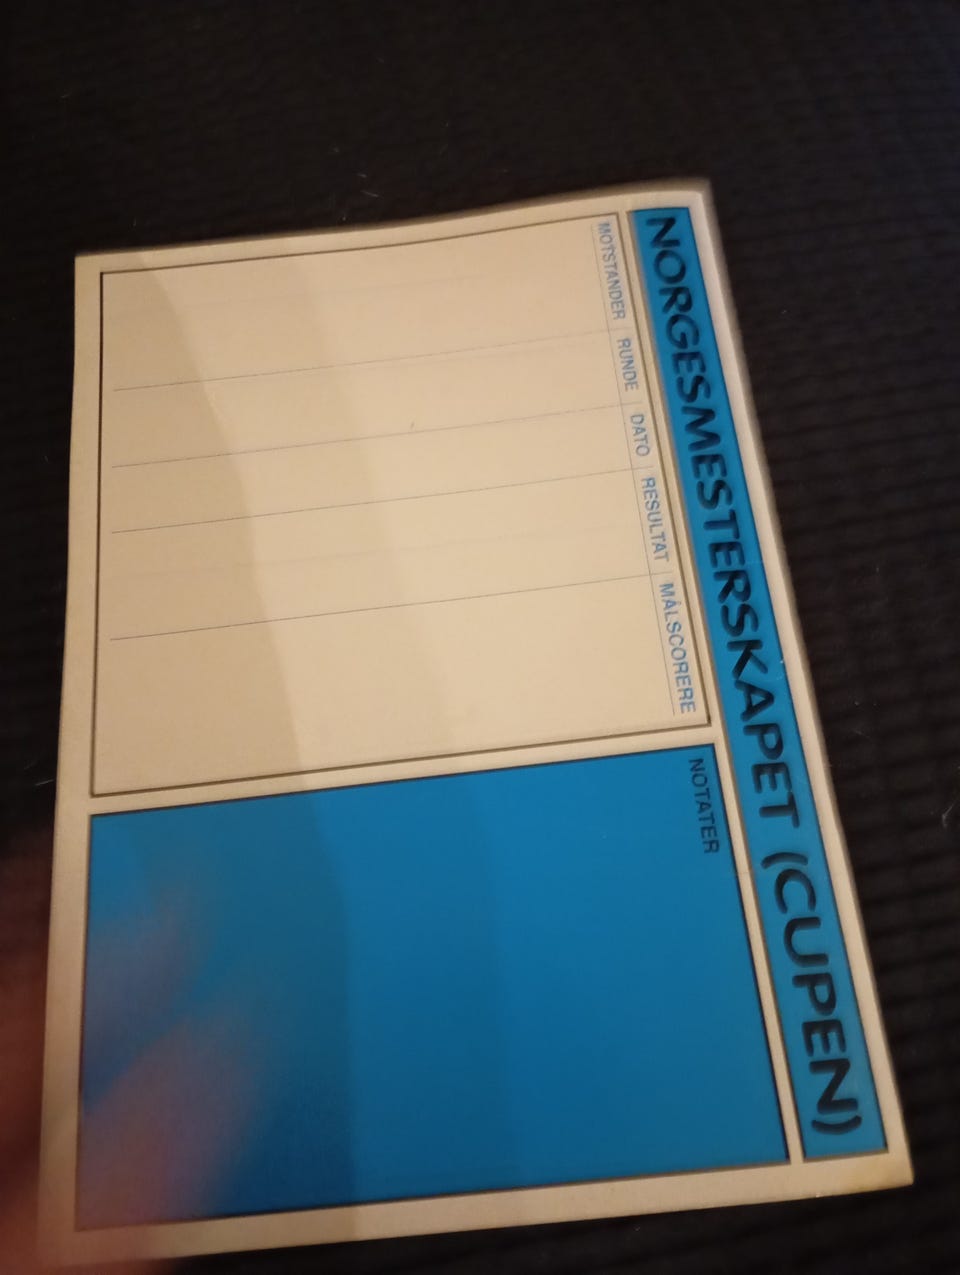 NORGESMESTERSKAPET (CUPEN)
MOTSTANDER RUNDE DATO RESULTAT MÅLSCORERE
NOTATER